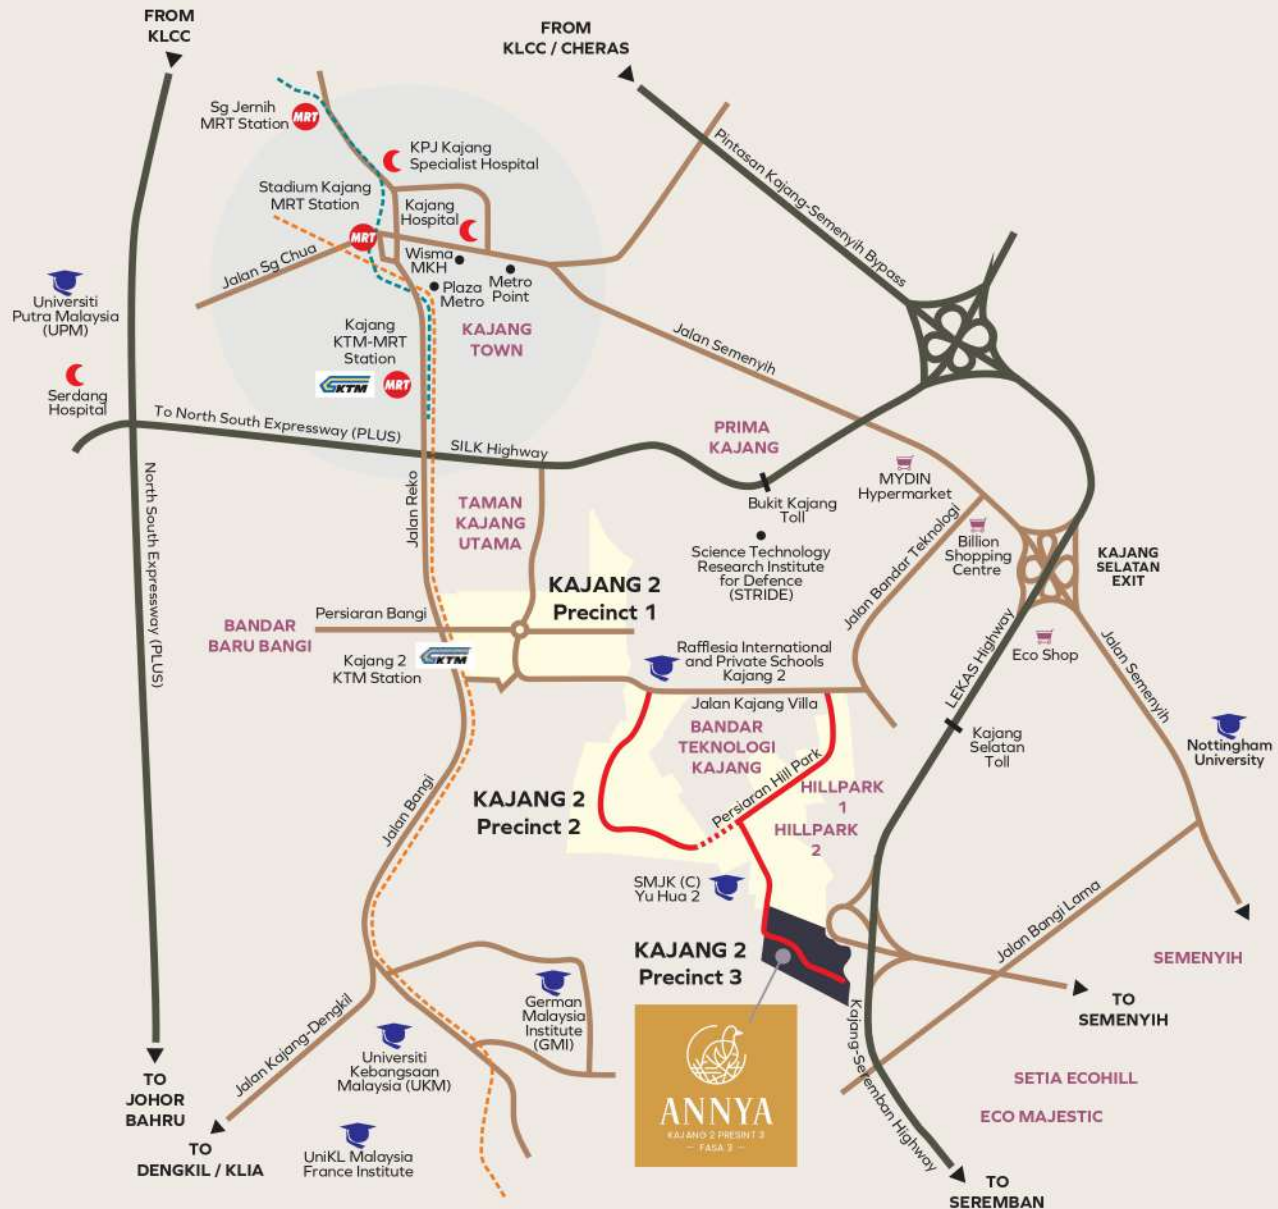 FROM
KLCC
FROM
KLCC / CHERAS
Sg Jernih
MRT Station
MRT
KPJ Kajang
Specialist Hospital
Pintasan Kajang-Semenyih Bypass
Stadium Kajang
MRT Station
MRT
Kajang
Hospital
Jalan Sg Chua
Wisma
MKH
Plaza
Metro
Metro
Point
Universiti
Putra Malaysia
(UPM)
Kajang
KTM-MRT
Station
KTM
MRT
KAJANG
TOWN
Jalan Semenyih
Serdang
Hospital
To North South Expressway (PLUS)
SILK Highway
PRIMA
KAJANG
MYDIN
Hypermarket
North South Expressway (PLUS)
Jalan Reko
TAMAN
KAJANG
UTAMA
Bukit Kajang
Toll
Science Technology
Research Institute
for Defence
(STRIDE)
Jalan Bandar Teknologi
Billion
Shopping
Centre
KAJANG
SELATAN
EXIT
KAJANG 2
Precinct 1
Persiaran Bangi
BANDAR
BARU BANGI
Kajang 2
KTM Station
KTM
Rafflesia International
and Private Schools
Kajang 2
Eco Shop
LEKAS Highway
Jalan Semenyih
Jalan Kajang Villa
BANDAR
TEKNOLOGI
KAJANG
Kajang
Selatan
Toll
Nottingham
University
Jalan Bangi
KAJANG 2
Precinct 2
Persiaran Hill Park
HILLPARK
1
HILLPARK
2
SMJK (C)
Yu Hua 2
Jalan Bangi Lama
KAJANG 2
Precinct 3
SEMENYIH
German
Malaysia
Institute
(GMI)
TO
SEMENYIH
Jalan Kajang-Dengkil
Universiti
Kebangsaan
Malaysia (UKM)
Kajang-Seremban Highway
TO
JOHOR
BAHRU
ANNYA
KAJANG 2 PRESINT 3
— FASA 3 —
SETIA ECOHILL
ECO MAJESTIC
TO
DENGKIL / KLIA
UniKL Malaysia
France Institute
TO
SEREMBAN